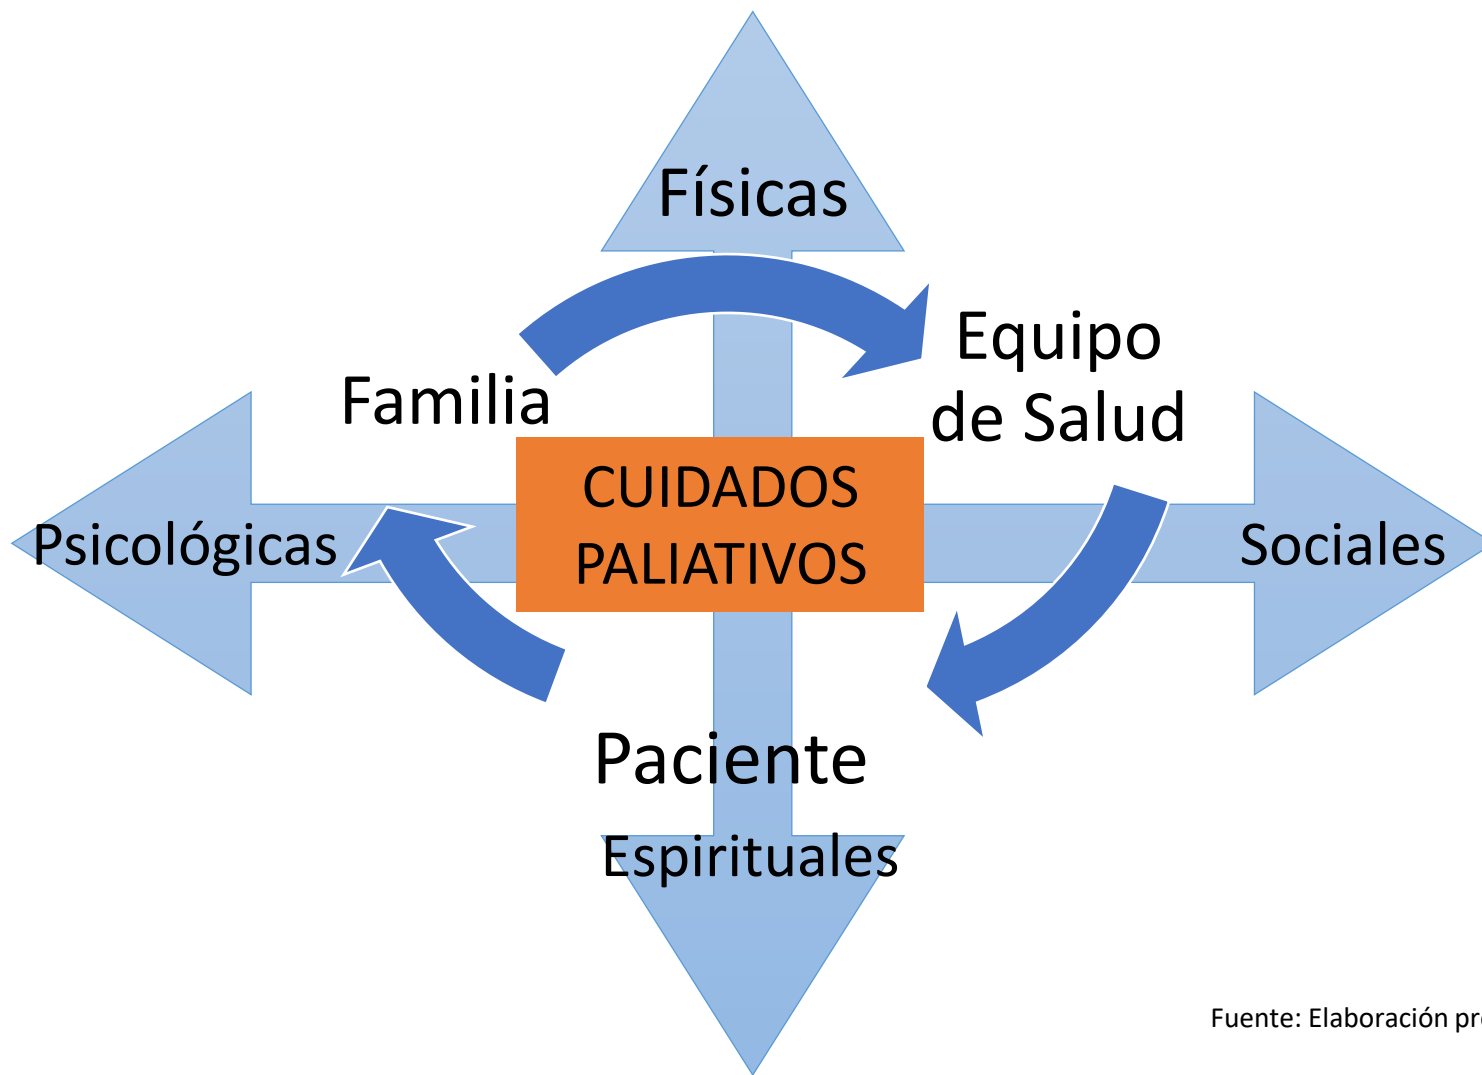 Físicas
Equipo
de Salud
Familia
CUIDADOS
PALIATIVOS
Psicológicas
Sociales
Paciente
Espirituales
Fuente: Elaboración